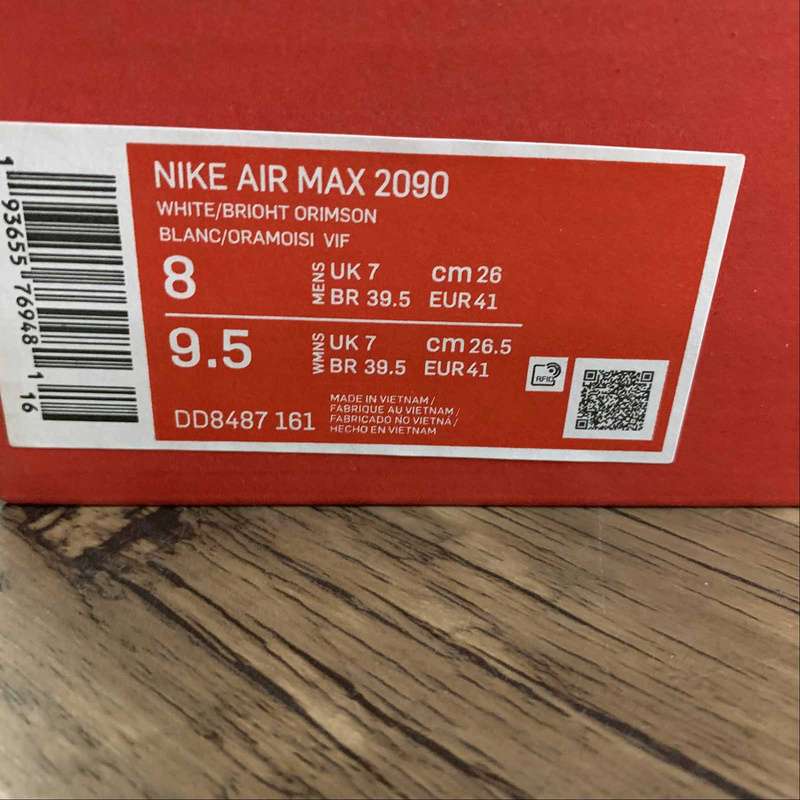 NIKE AIR MAX 2090
WHITE/BRIOHT ORIMSON
BLANC/ORAMOISI VIF
8 MENS UK 7 cm 26
BR 39.5 EUR 41
9.5 WMNS UK 7 cm 26.5
BR 39.5 EUR 41
DD8487 161
MADE IN VIETNAM /
FABRIQUE AU VIETNAM /
FABRICADO NO VIETNÁ /
HECHO EN VIETNAM
RFID
1 93655 76948 1 16